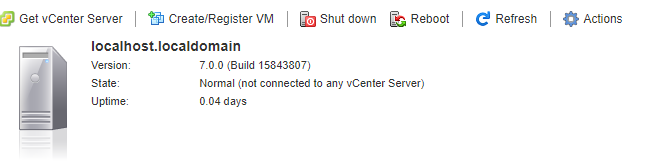 Get vCenter Server Create/Register VM Shut down Reboot Refresh Actions
localhost.localdomain
Version: 7.0.0 (Build 15843807)
State: Normal (not connected to any vCenter Server)
Uptime: 0.04 days